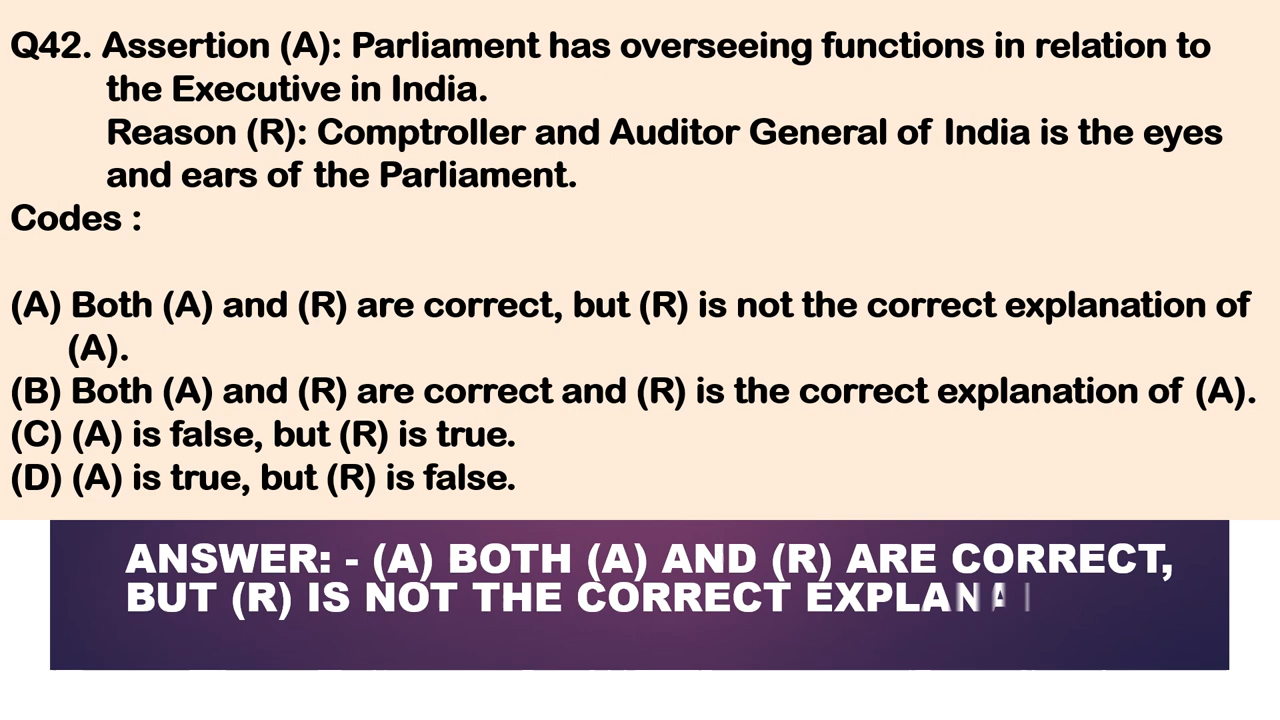 Q42. Assertion (A): Parliament has overseeing functions in relation to
the Executive in India.
Reason (R): Comptroller and Auditor General of India is the eyes
and ears of the Parliament.
Codes :
(A) Both (A) and (R) are correct, but (R) is not the correct explanation of
(A).
(B) Both (A) and (R) are correct and (R) is the correct explanation of (A).
(C) (A) is false, but (R) is true.
(D) (A) is true, but (R) is false.
ANSWER: - (A) BOTH (A) AND (R) ARE CORRECT,
BUT (R) IS NOT THE CORRECT